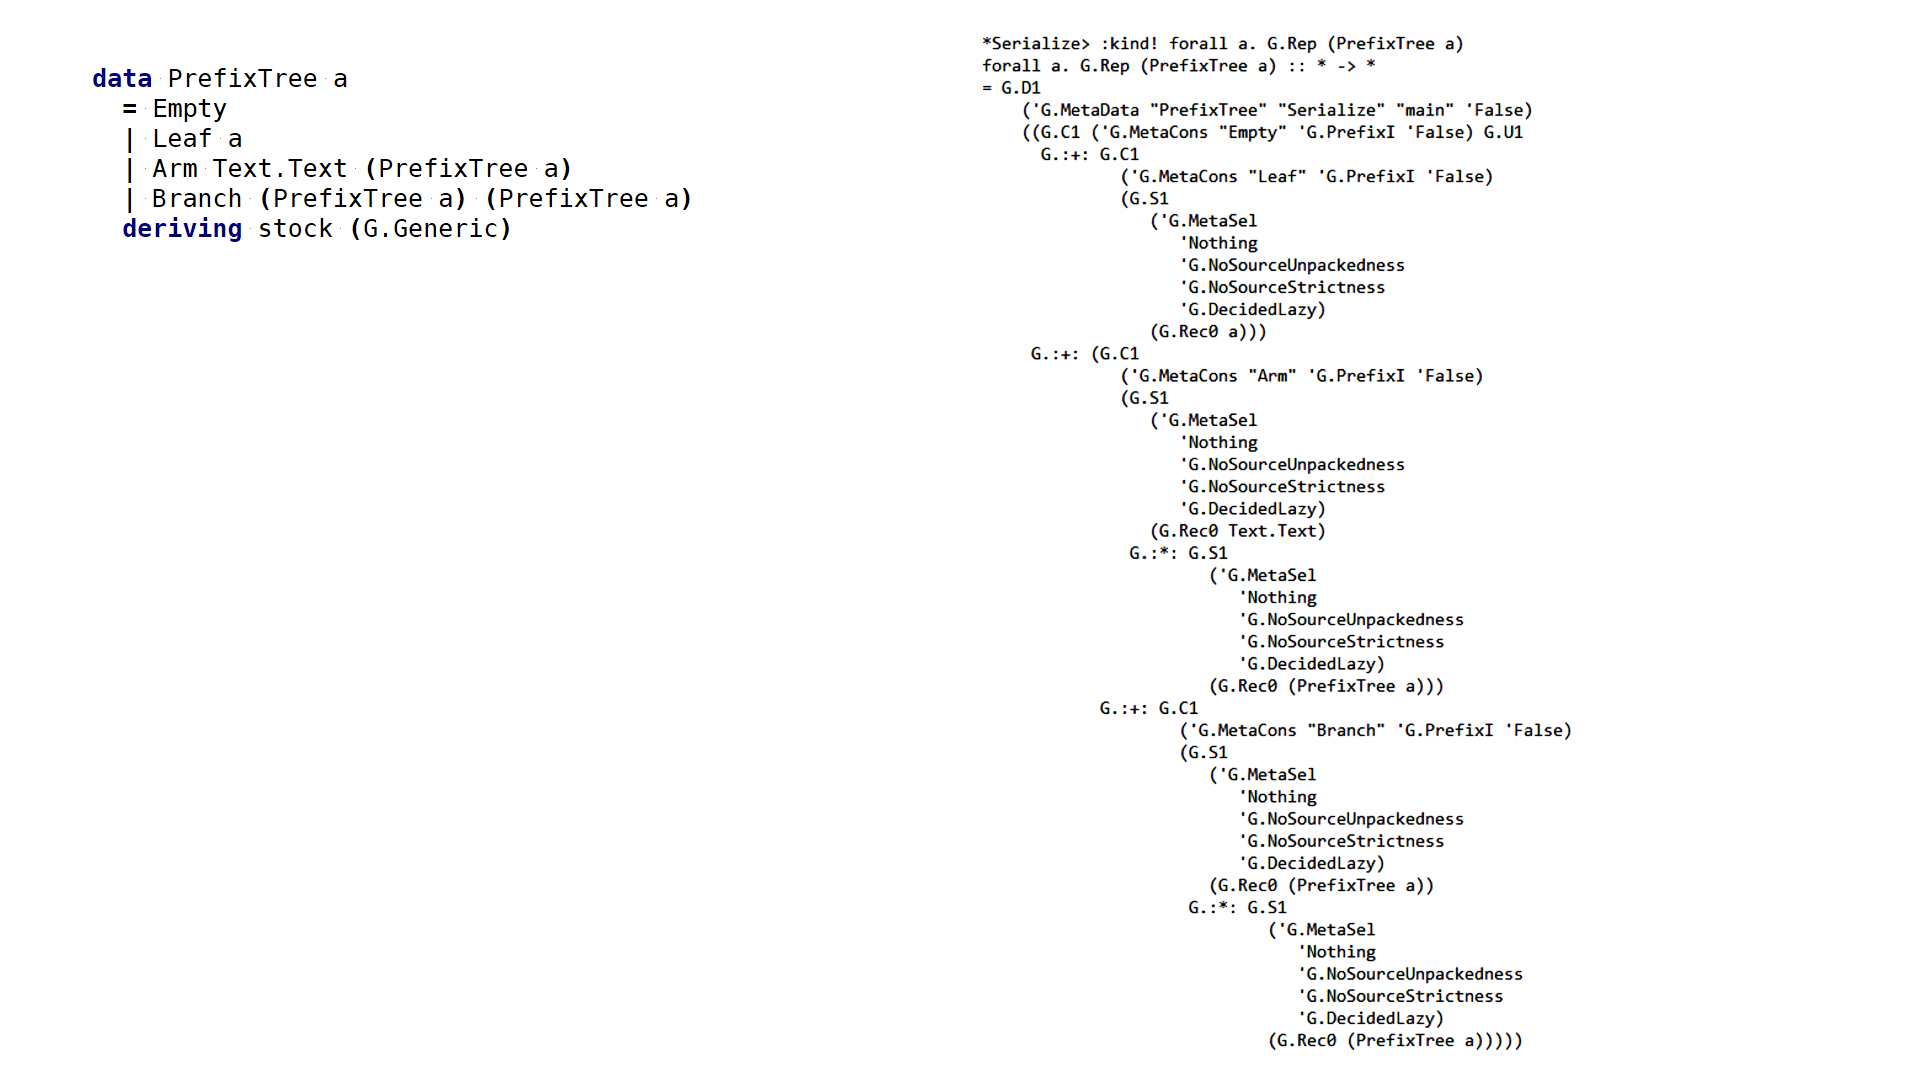 data PrefixTree a
  = Empty
  | Leaf a
  | Arm Text.Text (PrefixTree a)
  | Branch (PrefixTree a) (PrefixTree a)
  deriving stock (G.Generic)
*Serialize> :kind! forall a. G.Rep (PrefixTree a)
forall a. G.Rep (PrefixTree a) :: * -> *
= G.D1
    ('G.MetaData "PrefixTree" "Serialize" "main" 'False)
    ((G.C1 ('G.MetaCons "Empty" 'G.PrefixI 'False) G.U1
      G.:+: G.C1
              ('G.MetaCons "Leaf" 'G.PrefixI 'False)
              (G.S1
                 ('G.MetaSel
                    'Nothing
                    'G.NoSourceUnpackedness
                    'G.NoSourceStrictness
                    'G.DecidedLazy)
                 (G.Rec0 a)))
     G.:+: (G.C1
              ('G.MetaCons "Arm" 'G.PrefixI 'False)
              (G.S1
                 ('G.MetaSel
                    'Nothing
                    'G.NoSourceUnpackedness
                    'G.NoSourceStrictness
                    'G.DecidedLazy)
                 (G.Rec0 Text.Text)
               G.:*: G.S1
                       ('G.MetaSel
                          'Nothing
                          'G.NoSourceUnpackedness
                          'G.NoSourceStrictness
                          'G.DecidedLazy)
                       (G.Rec0 (PrefixTree a)))
            G.:+: G.C1
                    ('G.MetaCons "Branch" 'G.PrefixI 'False)
                    (G.S1
                       ('G.MetaSel
                          'Nothing
                          'G.NoSourceUnpackedness
                          'G.NoSourceStrictness
                          'G.DecidedLazy)
                       (G.Rec0 (PrefixTree a))
                     G.:*: G.S1
                             ('G.MetaSel
                                'Nothing
                                'G.NoSourceUnpackedness
                                'G.NoSourceStrictness
                                'G.DecidedLazy)
                             (G.Rec0 (PrefixTree a)))))